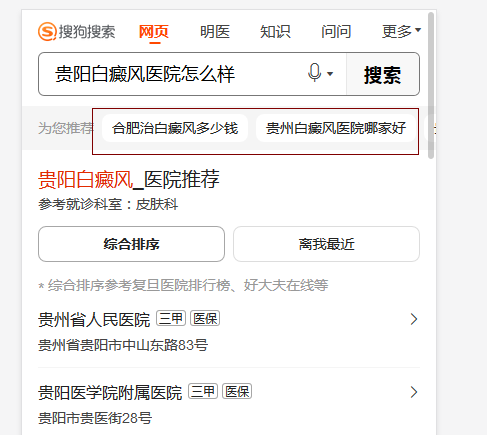 搜狗搜索 网页 明医 知识 问问 更多
贵阳白癜风医院怎么样 搜索
为您推荐 合肥治白癜风多少钱 贵州白癜风医院哪家好
贵阳白癜风_医院推荐
参考就诊科室：皮肤科
综合排序 离我最近
* 综合排序参考复旦医院排行榜、好大夫在线等
贵州省人民医院 三甲 医保
贵州省贵阳市中山东路83号
贵阳医学院附属医院 三甲 医保
贵阳市贵医街28号